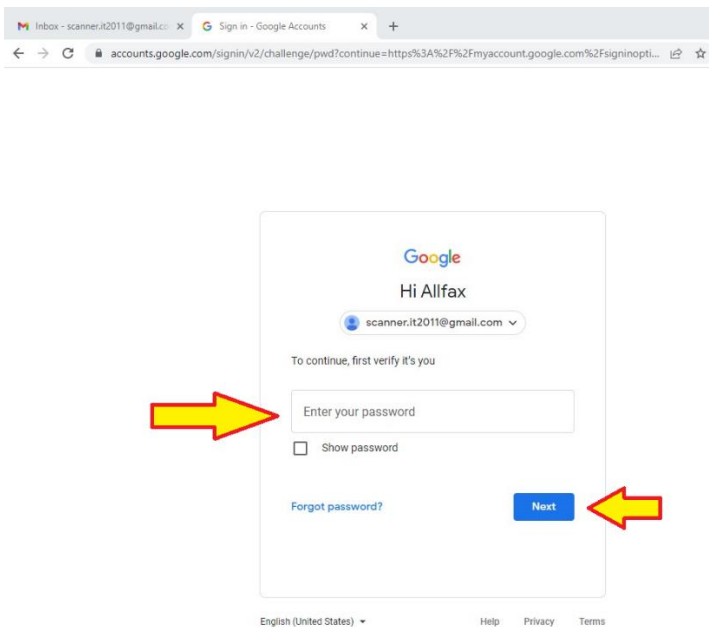 Inbox - scanner.it2011@gmail.co
Sign in - Google Accounts
accounts.google.com/signin/v2/challenge/pwd?continue=https%3A%2F%2Fmyaccount.google.com%2Fsigninopti...
Google
Hi Allfax
scanner.it2011@gmail.com
To continue, first verify it's you
Enter your password
Show password
Forgot password?
Next
English (United States)
Help Privacy Terms